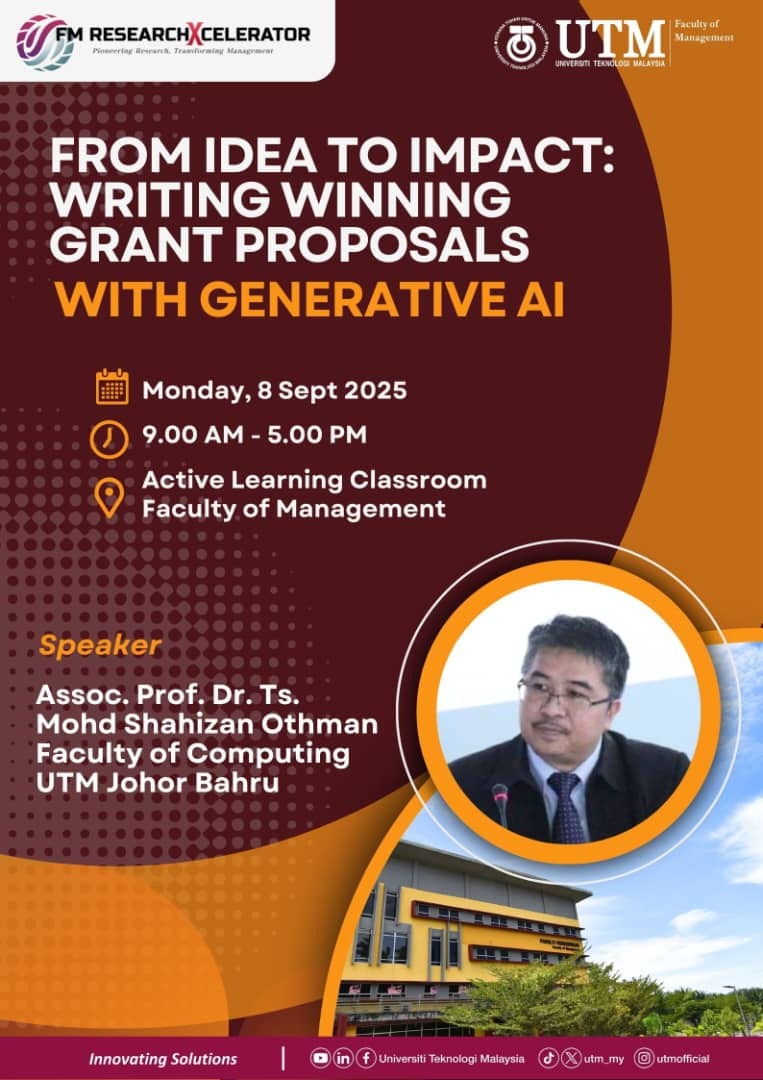 FM RESEARCHXCELERATOR
Pioneering Research, Transforming Management
UTM
UNIVERSITI TEKNOLOGI MALAYSIA
Faculty of
Management
FROM IDEA TO IMPACT:
WRITING WINNING
GRANT PROPOSALS
WITH GENERATIVE AI
Monday, 8 Sept 2025
9.00 AM - 5.00 PM
Active Learning Classroom
Faculty of Management
Speaker
Assoc. Prof. Dr. Ts.
Mohd Shahizan Othman
Faculty of Computing
UTM Johor Bahru
Innovating Solutions
Universiti Teknologi Malaysia
utm_my
utmofficial